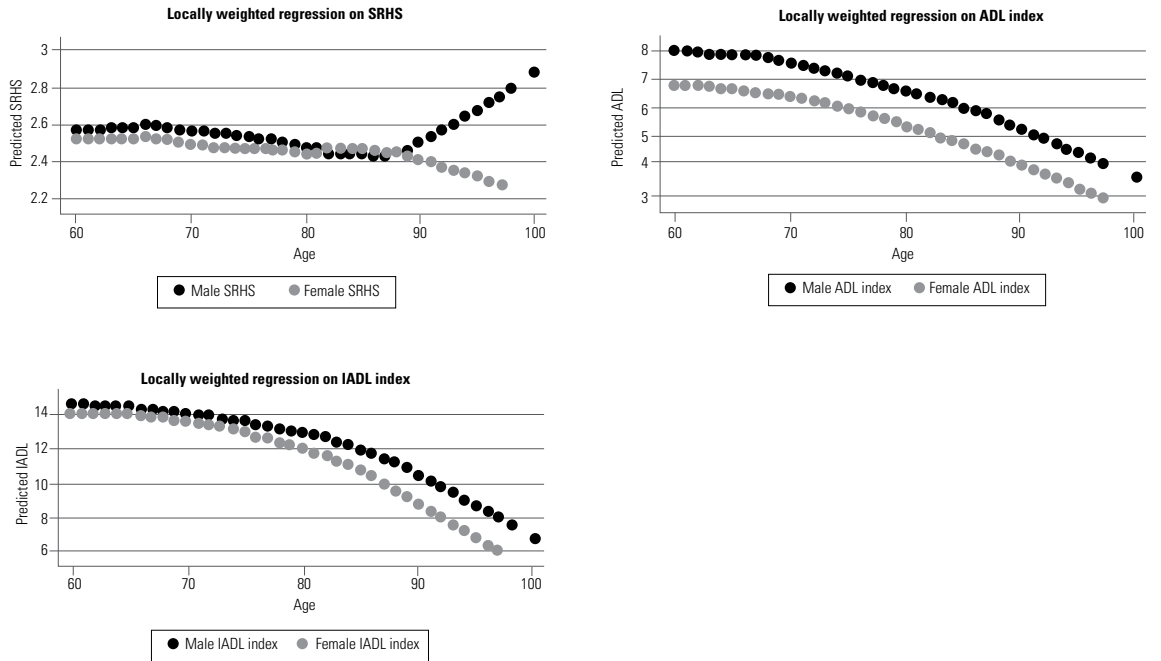 Locally weighted regression on SRHS
3
2.8
2.6
2.4
2.2
Predicted SRHS
60 70 80 90 100
Age
Male SRHS Female SRHS
Locally weighted regression on ADL index
8
7
6
5
4
3
Predicted ADL
60 70 80 90 100
Age
Male ADL index Female ADL index
Locally weighted regression on IADL index
14
12
10
8
6
Predicted IADL
60 70 80 90 100
Age
Male IADL index Female IADL index